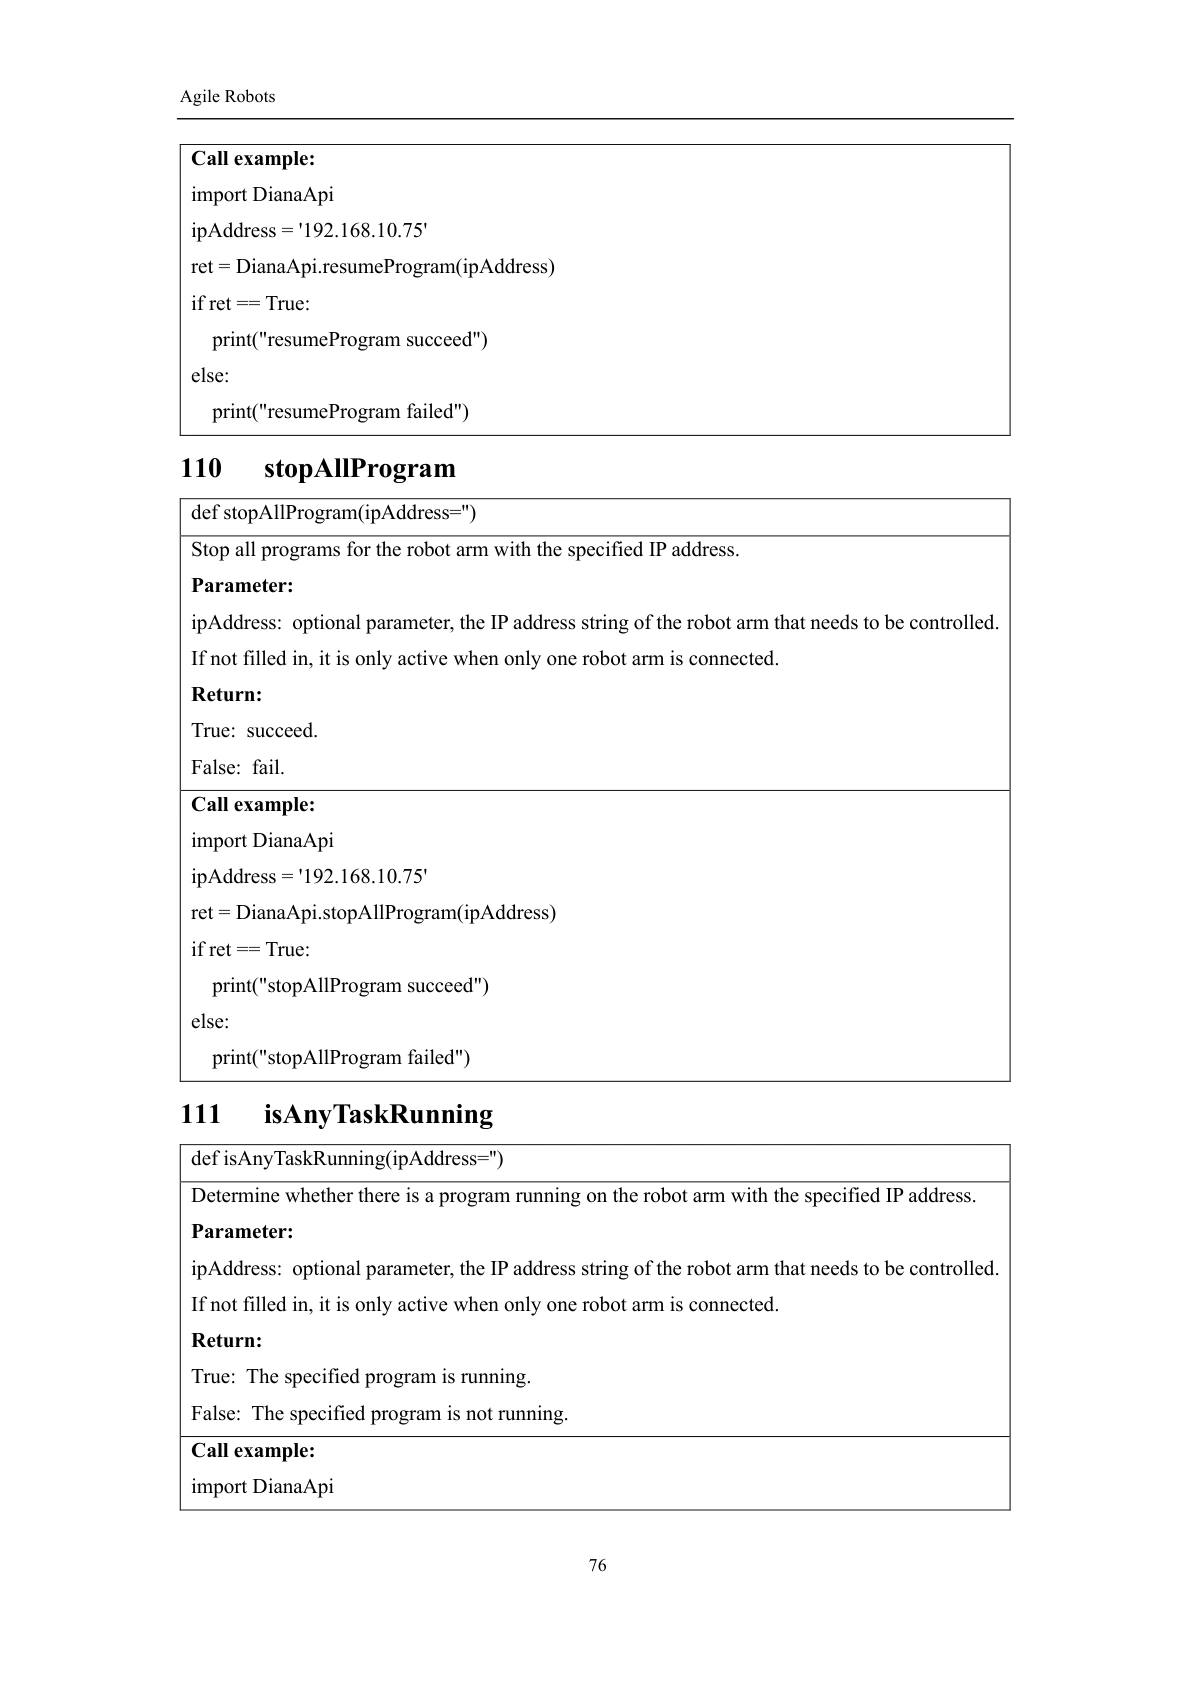 Agile Robots
Call example:
import DianaApi
ipAddress = '192.168.10.75'
ret = DianaApi.resumeProgram(ipAddress)
if ret == True:
    print("resumeProgram succeed")
else:
    print("resumeProgram failed")
110 stopAllProgram
def stopAllProgram(ipAddress='')
Stop all programs for the robot arm with the specified IP address.
Parameter:
ipAddress: optional parameter, the IP address string of the robot arm that needs to be controlled.
If not filled in, it is only active when only one robot arm is connected.
Return:
True: succeed.
False: fail.
Call example:
import DianaApi
ipAddress = '192.168.10.75'
ret = DianaApi.stopAllProgram(ipAddress)
if ret == True:
    print("stopAllProgram succeed")
else:
    print("stopAllProgram failed")
111 isAnyTaskRunning
def isAnyTaskRunning(ipAddress='')
Determine whether there is a program running on the robot arm with the specified IP address.
Parameter:
ipAddress: optional parameter, the IP address string of the robot arm that needs to be controlled.
If not filled in, it is only active when only one robot arm is connected.
Return:
True: The specified program is running.
False: The specified program is not running.
Call example:
import DianaApi
76